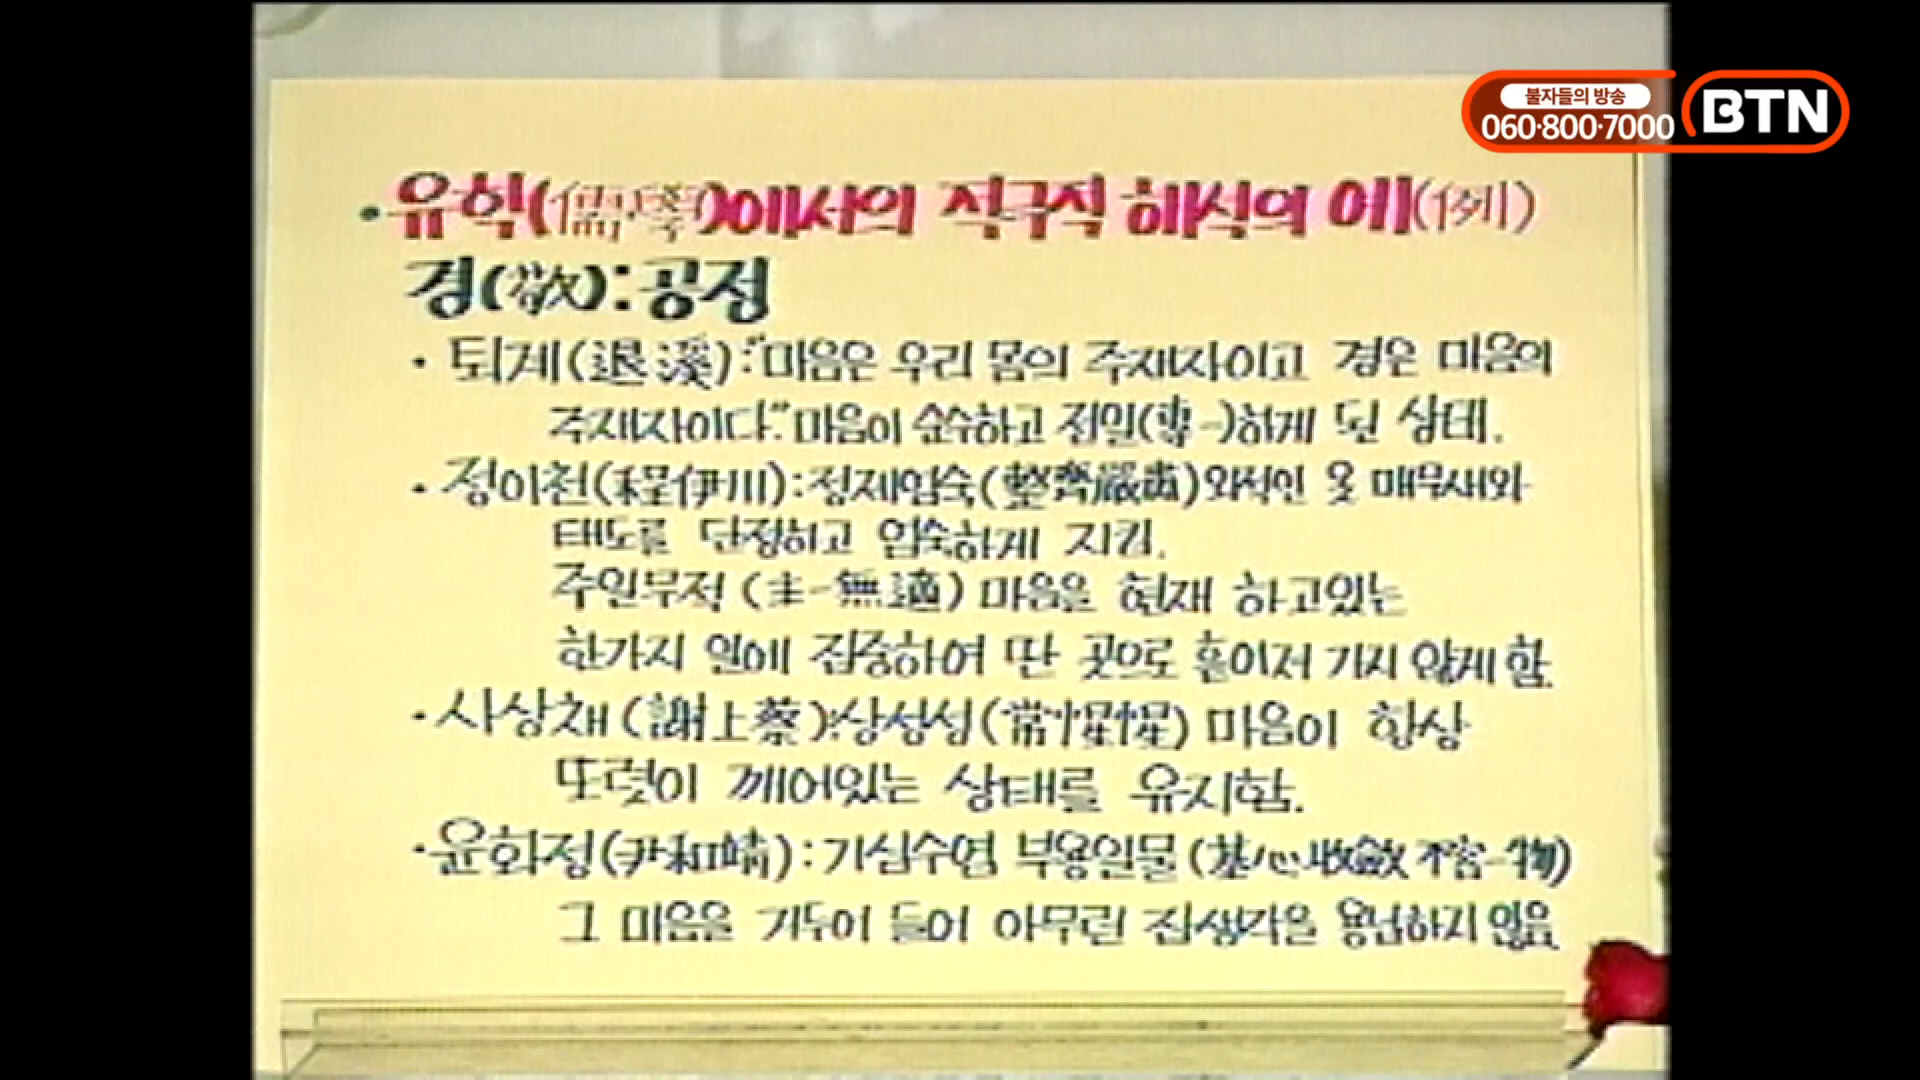 불자들의 방송
060·800·7000
BTN
• 유학(儒學)에서의 적극적 해석의 예(例)
경(敬):공정
• 퇴계(退溪):"마음은 우리 몸의 주재자이고 경은 마음의
주재자이다." 마음이 순수하고 전일(専一)하게 된 상태.
• 정이천(程伊川):정제엄숙(整齊嚴肅)외적인 옷 매무새와
태도를 단정하고 엄숙하게 지킴.
주일무적(主一無適) 마음을 현재 하고있는
한가지 일에 집중하여 딴 곳으로 흩어져 가지 않게 함.
• 사상채(謝上蔡):상성성(常惺惺) 마음이 항상
또렷이 깨어있는 상태를 유지함.
• 윤화정(尹和靖):기심수렴 부용일물(基心收斂 不容一物)
그 마음을 거두어 들어 아무런 잡생각을 용납하지 않음